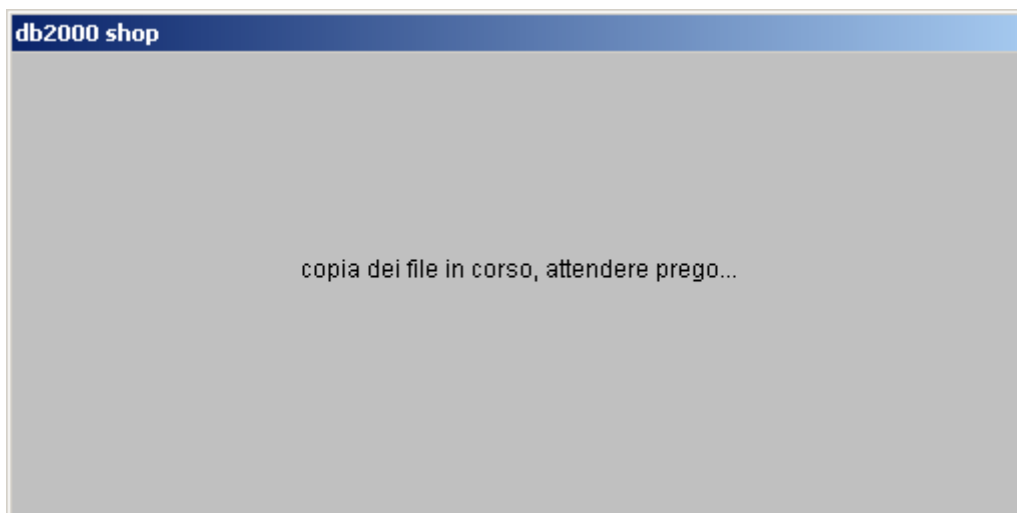 db2000 shop
copia dei file in corso, attendere prego...